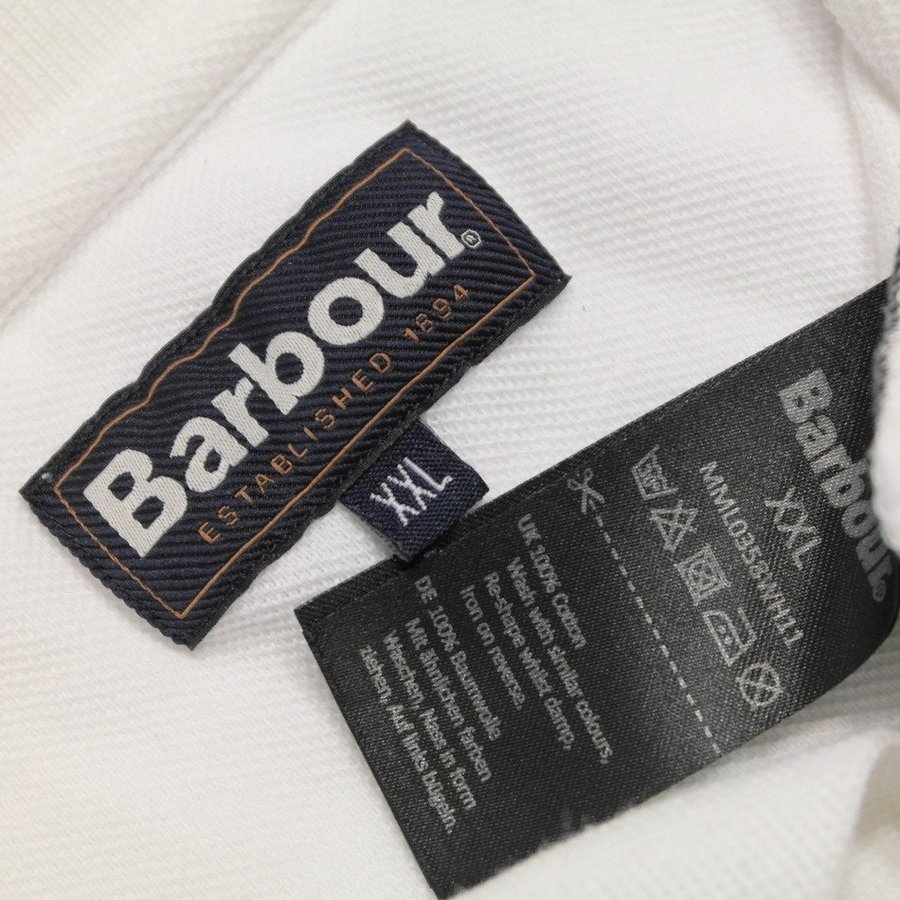 Barbour®
ESTABLISHED 1894
XXL
Barbour®
XXL
MML0358WH11
UK 100% Cotton
Wash with similar colours,
Re-shape whilst damp,
Iron on reverse.
DE 100% Baumwolle
Mit ähnlichen farben
Waschen, Nass in form
ziehen, Auf links bügeln.